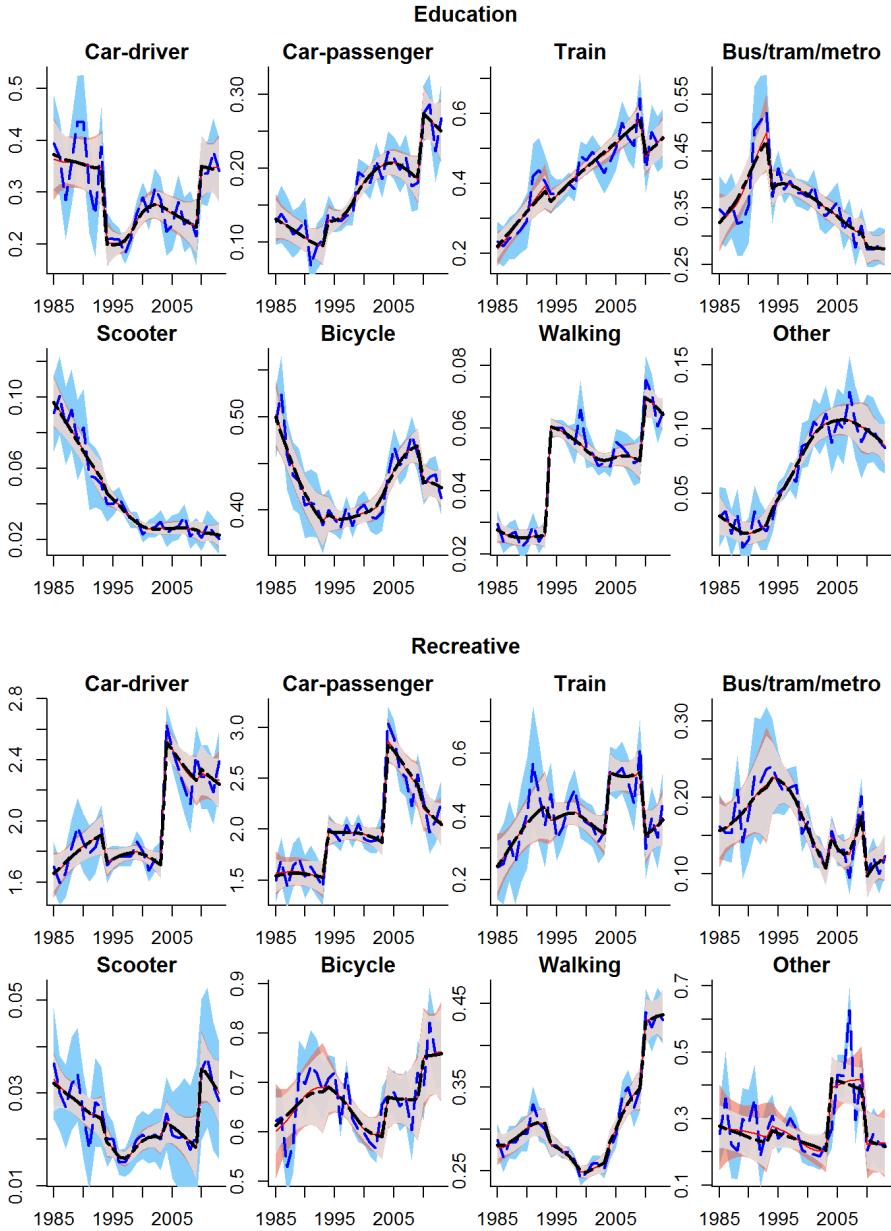 Education
Car-driver
0.2 0.3 0.4 0.5
1985 1995 2005
Car-passenger
0.10 0.20 0.30
1985 1995 2005
Train
0.2 0.4 0.6
1985 1995 2005
Bus/tram/metro
0.25 0.35 0.45 0.55
1985 1995 2005
Scooter
0.02 0.06 0.10
1985 1995 2005
Bicycle
0.40 0.50
1985 1995 2005
Walking
0.02 0.04 0.06 0.08
1985 1995 2005
Other
0.05 0.10 0.15
1985 1995 2005
Recreative
Car-driver
1.6 1.8 2.2 2.4 2.8
1985 1995 2005
Car-passenger
1.5 2.0 2.5 3.0
1985 1995 2005
Train
0.2 0.4 0.6
1985 1995 2005
Bus/tram/metro
0.10 0.20 0.30
1985 1995 2005
Scooter
0.01 0.03 0.05
1985 1995 2005
Bicycle
0.5 0.6 0.7 0.8 0.9
1985 1995 2005
Walking
0.25 0.35 0.45
1985 1995 2005
Other
0.1 0.3 0.5 0.7
1985 1995 2005